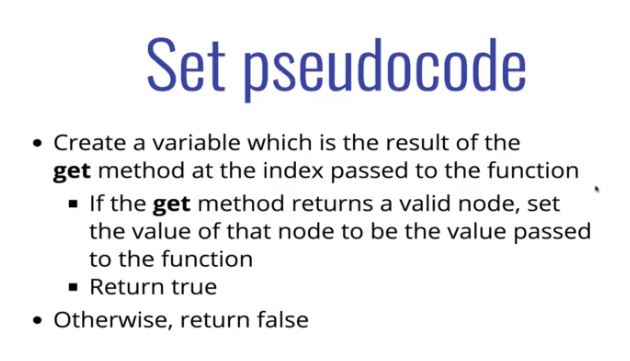 Set pseudocode
• Create a variable which is the result of the
get method at the index passed to the function
▪ If the get method returns a valid node, set
the value of that node to be the value passed
to the function
▪ Return true
• Otherwise, return false